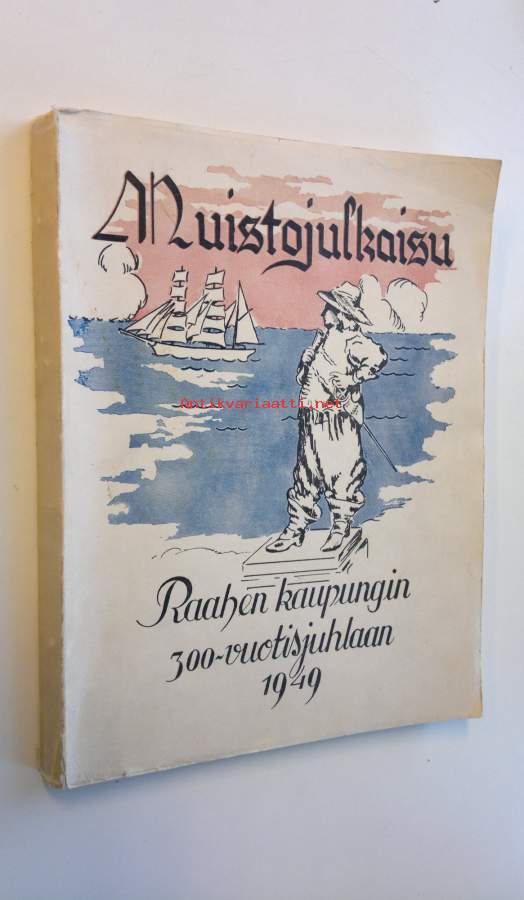 Muistojulkaisu
Antikvariaatti.net
Raahen kaupungin
300-vuotisjuhlaan
1949